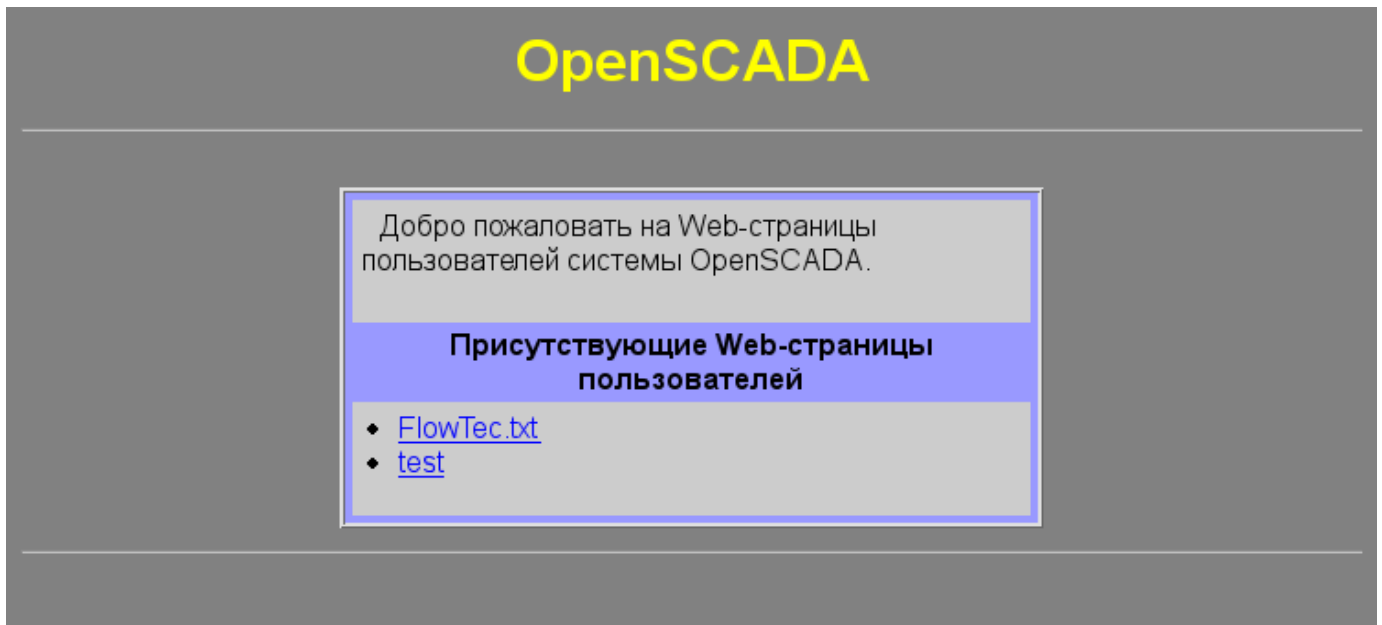 OpenSCADA
Добро пожаловать на Web-страницы
пользователей системы OpenSCADA.
Присутствующие Web-страницы
пользователей
FlowTec.txt
test